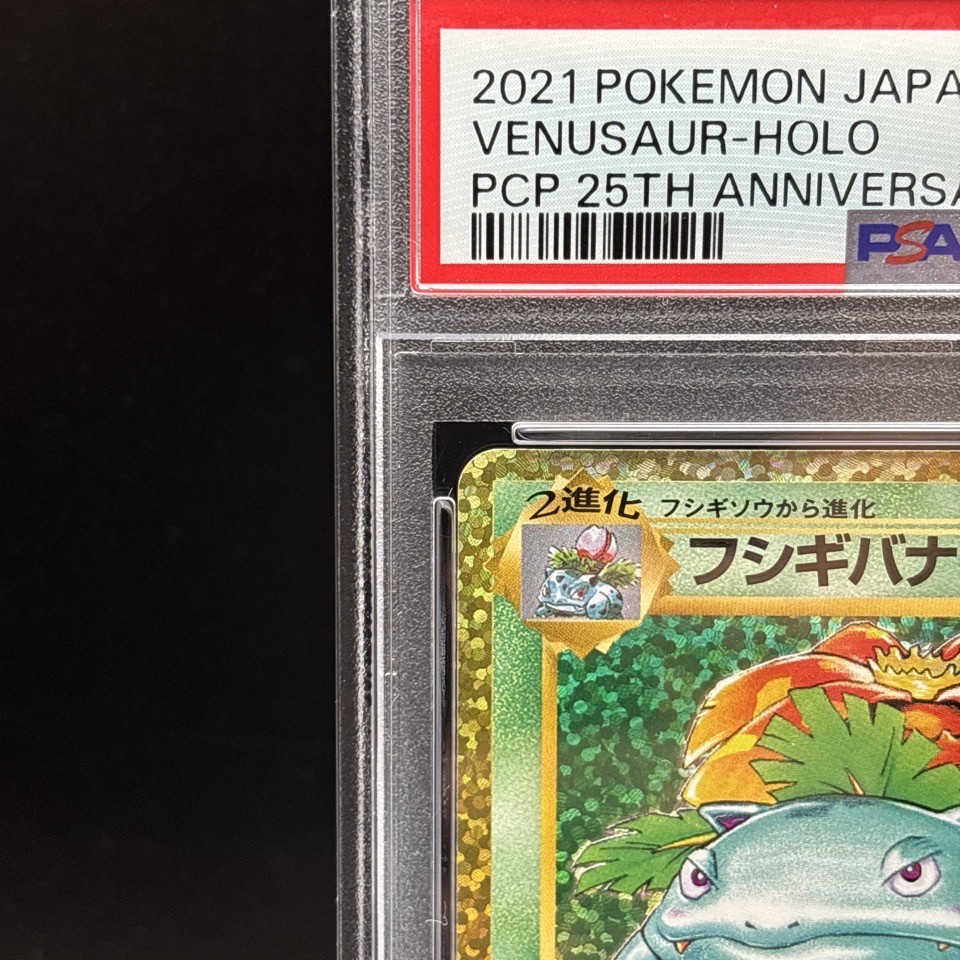 2021 POKEMON JAPA
VENUSAUR-HOLO
PCP 25TH ANNIVERSA
PSA
2進化 フシギソウから進化
フシギバナ